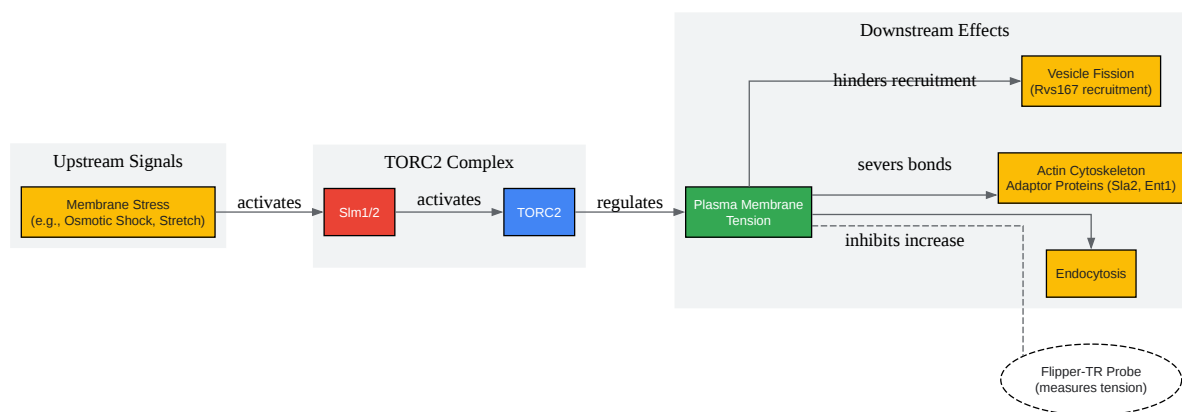 Upstream Signals
Membrane Stress
(e.g., Osmotic Shock, Stretch)
activates
TORC2 Complex
Slm1/2
activates
TORC2
regulates
Downstream Effects
Plasma Membrane
Tension
hinders recruitment
Vesicle Fission
(Rvs167 recruitment)
severs bonds
Actin Cytoskeleton
Adaptor Proteins (Sla2, Ent1)
inhibits increase
Endocytosis
Flipper-TR Probe
(measures tension)